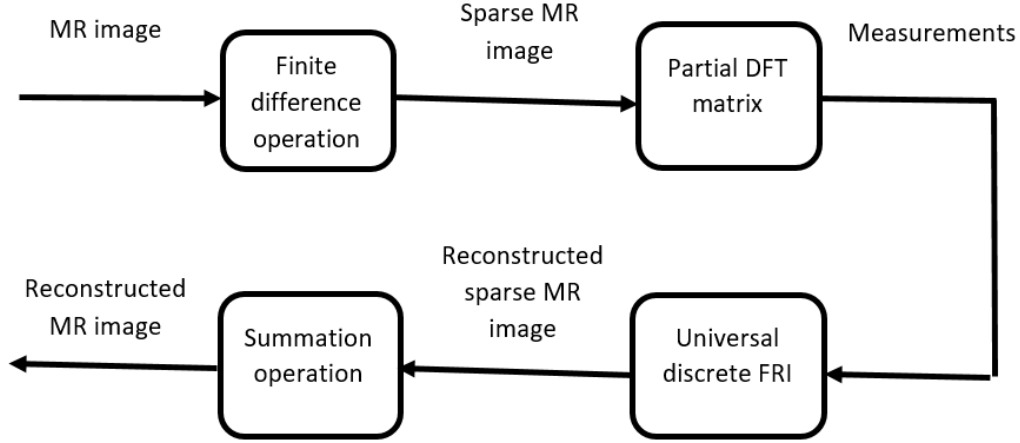 MR image
Finite
difference
operation
Sparse MR
image
Partial DFT
matrix
Measurements
Reconstructed
MR image
Summation
operation
Reconstructed
sparse MR
image
Universal
discrete FRI